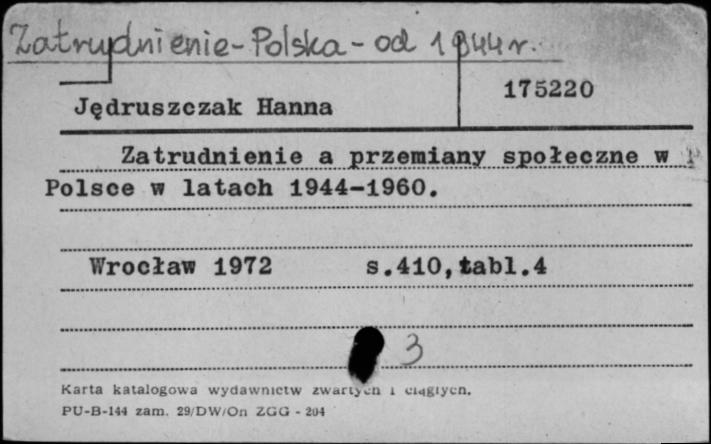 Zatrudnienie - Polska - od 1944 r.
175220
Jędruszczak Hanna
Zatrudnienie a przemiany społeczne w
Polsce w latach 1944-1960.
Wrocław 1972 s.410, tabl.4
3
Karta katalogowa wydawnictw zwartych i ciągłych.
PU-B-144 zam. 29/DW/On ZGG - 204